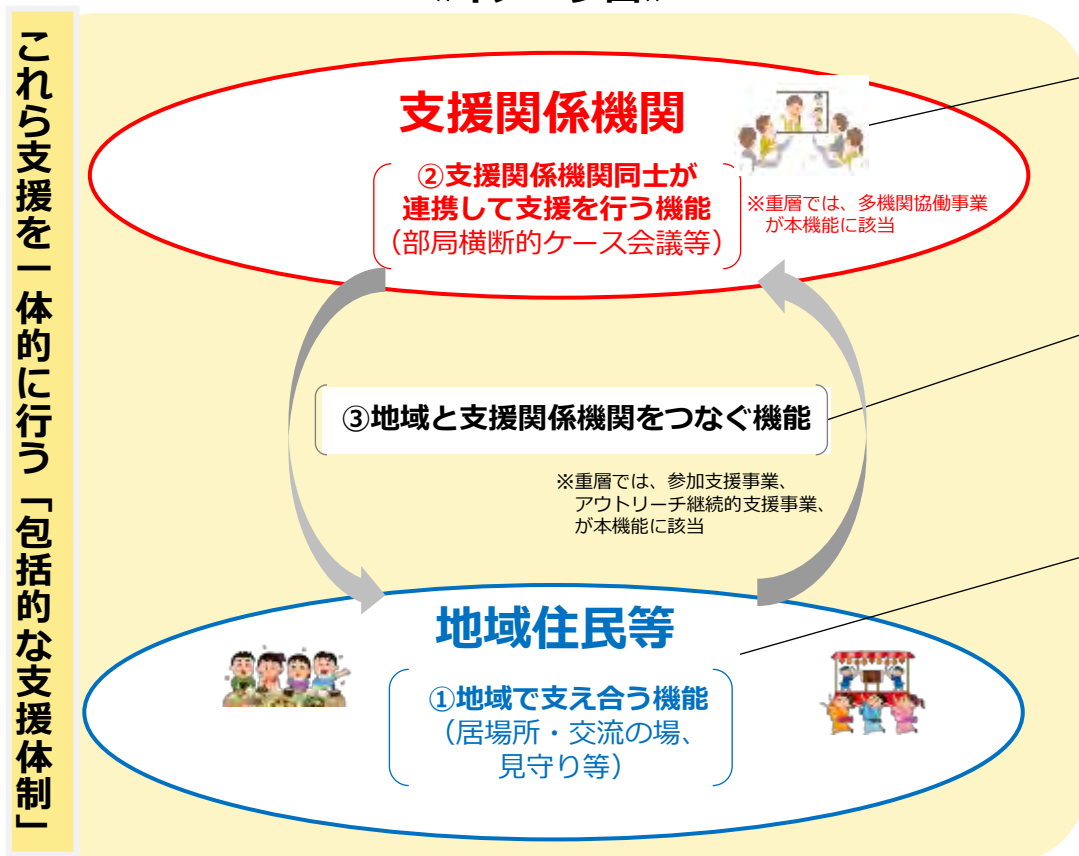 これら支援を一体的に行う「包括的な支援体制」
支援関係機関
②支援関係機関同士が
連携して支援を行う機能
（部局横断的ケース会議等）
※重層では、多機関協働事業
が本機能に該当
③地域と支援関係機関をつなぐ機能
※重層では、参加支援事業、
アウトリーチ継続的支援事業、
が本機能に該当
地域住民等
①地域で支え合う機能
（居場所・交流の場、
見守り等）